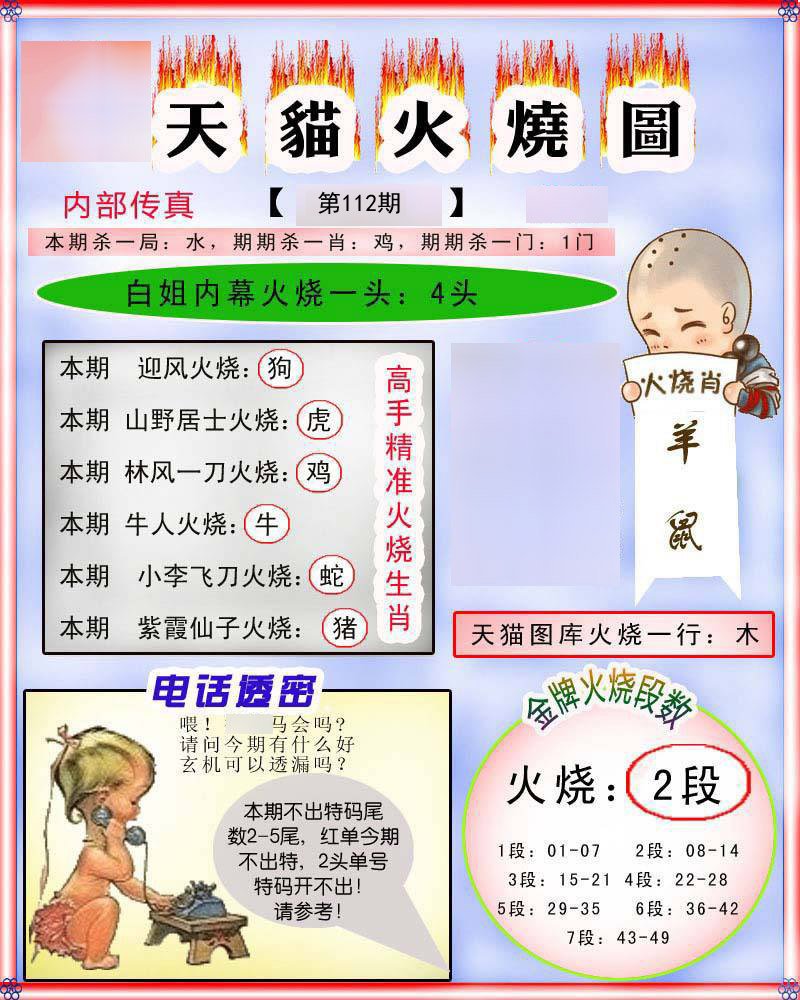 天貓火燒圖
内部传真
【 第112期 】
本期杀一局：水，期期杀一肖：鸡，期期杀一门：1门
白姐内幕火烧一头：4头
本期 迎风火烧：狗
本期 山野居士火烧：虎
本期 林风一刀火烧：鸡
本期 牛人火烧：牛
本期 小李飞刀火烧：蛇
本期 紫霞仙子火烧：猪
高手精准火烧生肖
火烧肖
羊
鼠
天猫图库火烧一行：木
电话透密
喂！ 马会吗？
请问今期有什么好
玄机可以透漏吗？
本期不出特码尾
数2-5尾，红单今期
不出特，2头单号
特码开不出！
请参考！
金牌火烧段数
火烧：2段
1段：01-07 2段：08-14
3段：15-21 4段：22-28
5段：29-35 6段：36-42
7段：43-49